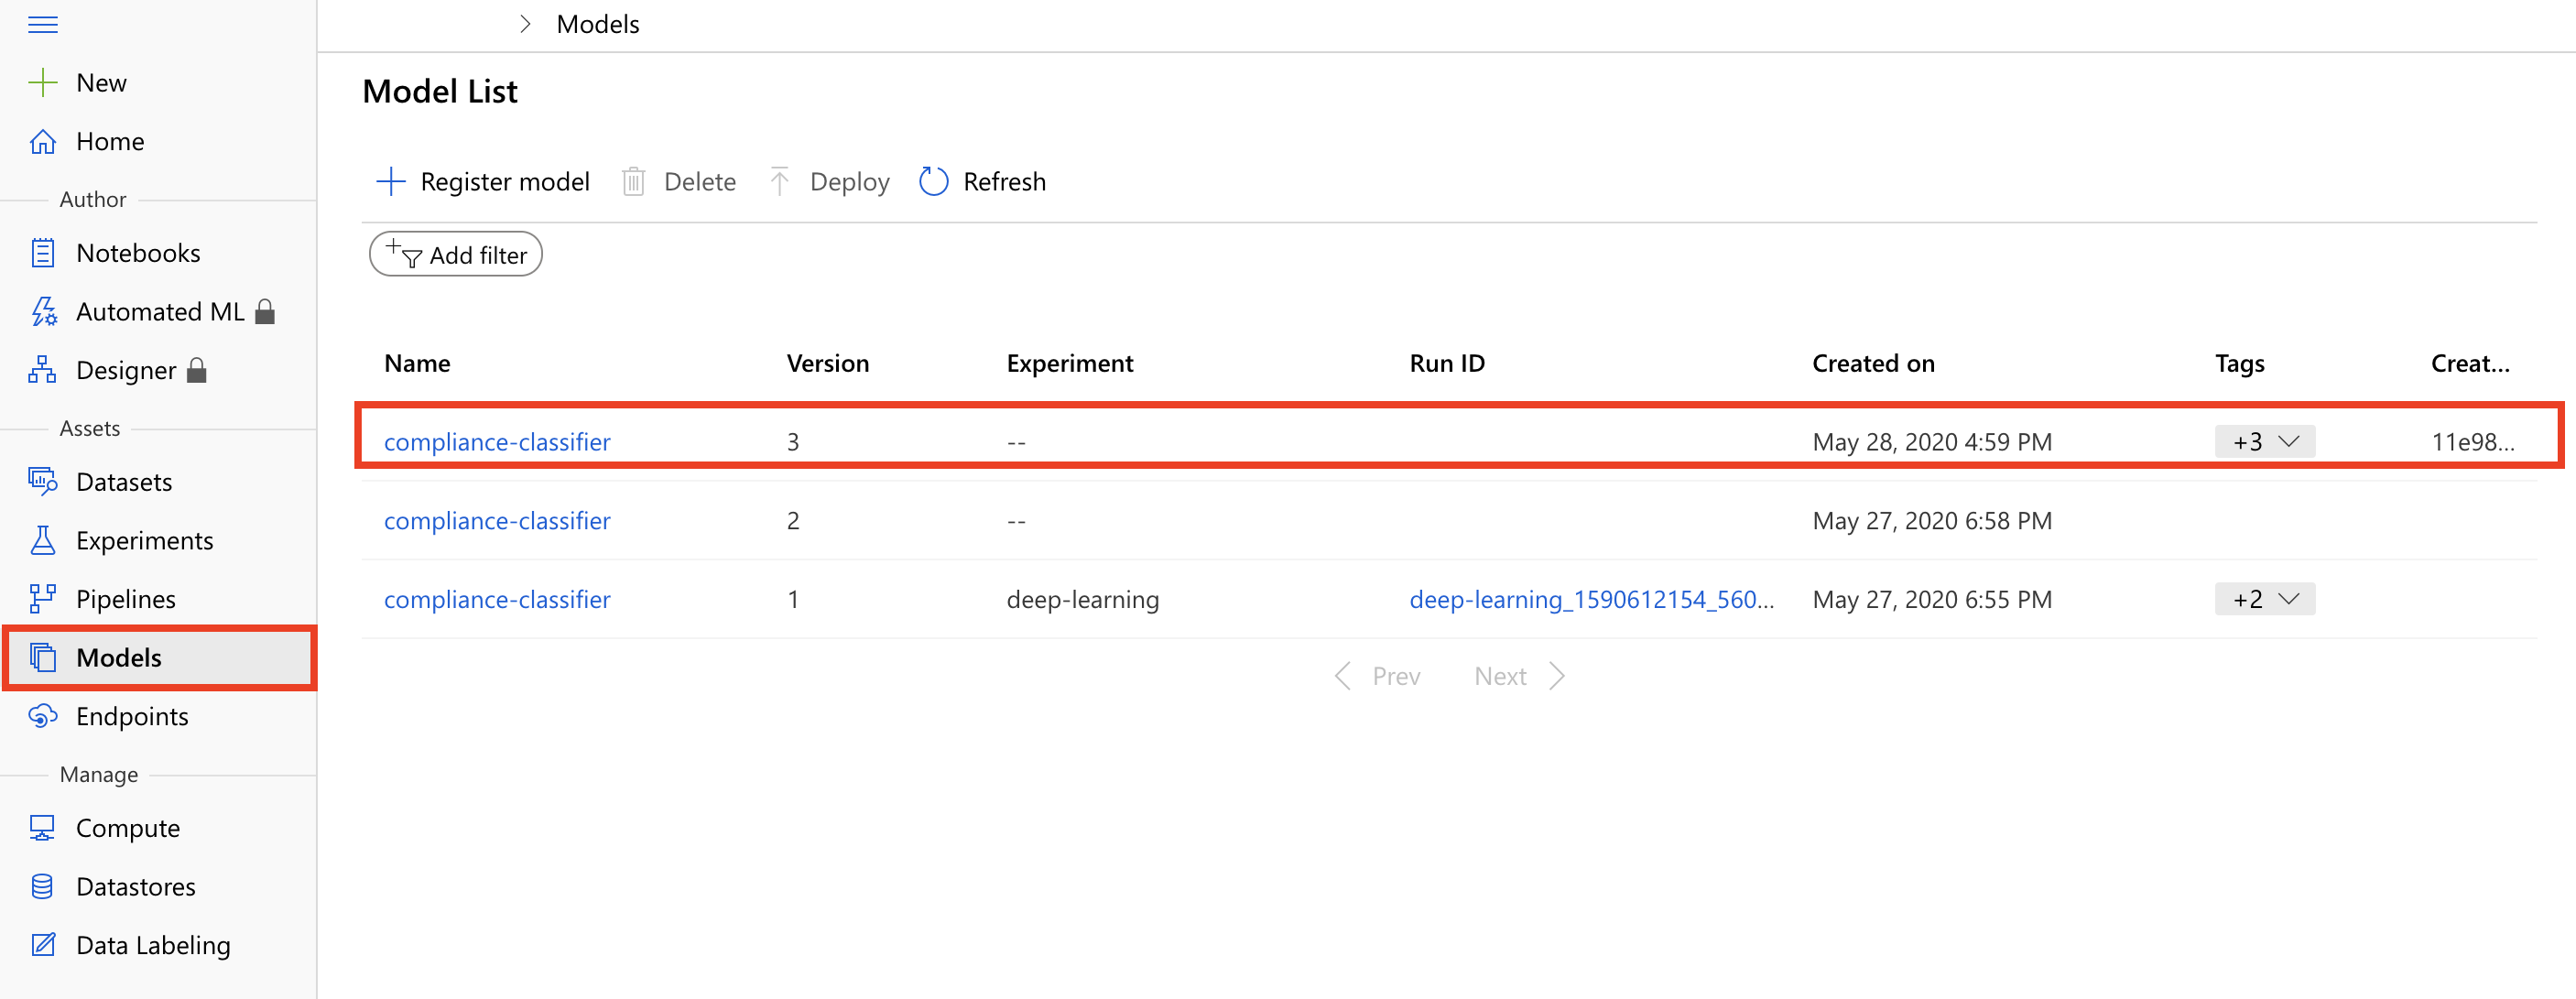 Models
New
Home
Author
Notebooks
Automated ML
Designer
Assets
Datasets
Experiments
Pipelines
Models
Endpoints
Manage
Compute
Datastores
Data Labeling
Model List
Register model Delete Deploy Refresh
Add filter
Name Version Experiment Run ID Created on Tags Creat...
compliance-classifier 3 -- May 28, 2020 4:59 PM +3 11e98...
compliance-classifier 2 -- May 27, 2020 6:58 PM
compliance-classifier 1 deep-learning deep-learning_1590612154_560... May 27, 2020 6:55 PM +2
Prev Next